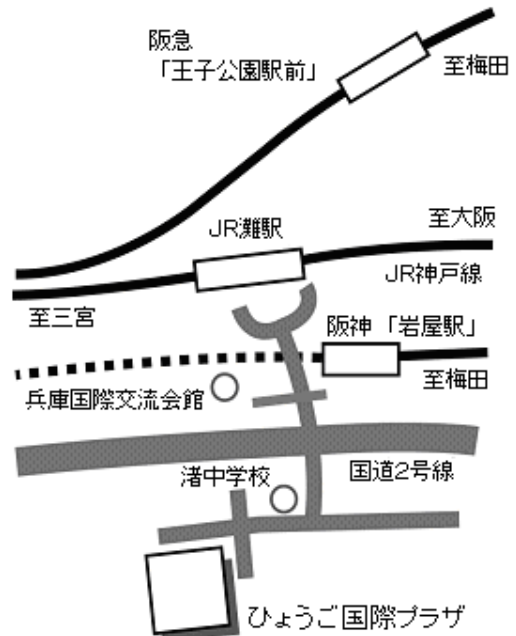 阪急
「王子公園駅前」
至梅田
至大阪
JR灘駅
JR神戸線
至三宮
阪神「岩屋駅」
至梅田
兵庫国際交流会館
国道2号線
渚中学校
ひょうご国際プラザ